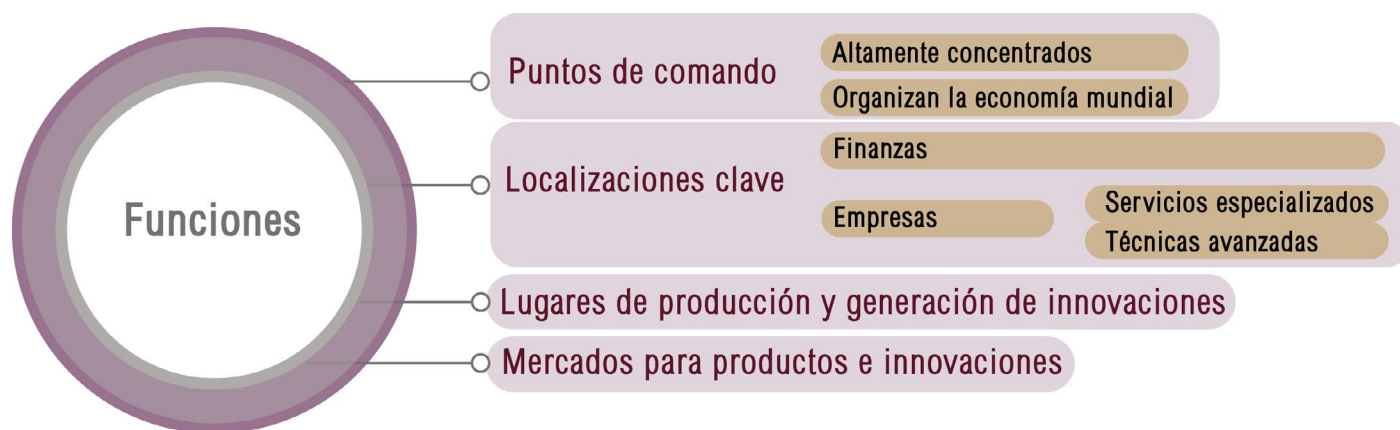 Funciones
Puntos de comando
Altamente concentrados
Organizan la economía mundial
Localizaciones clave
Finanzas
Empresas
Servicios especializados
Técnicas avanzadas
Lugares de producción y generación de innovaciones
Mercados para productos e innovaciones